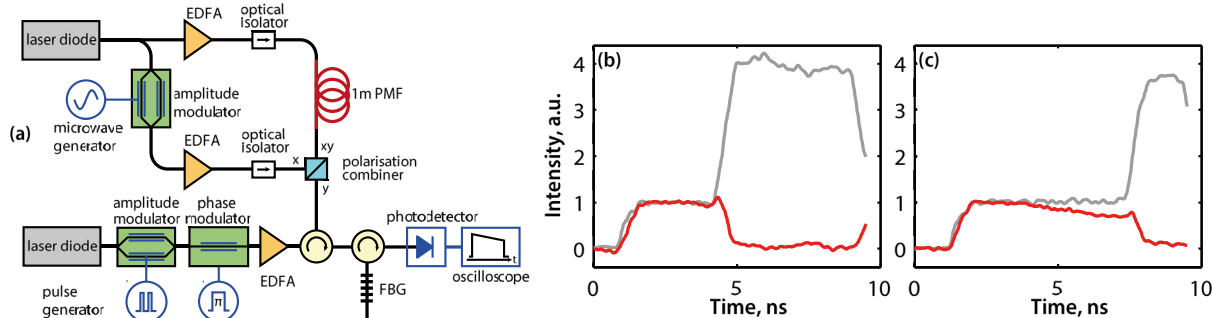 (a)
laser diode
EDFA
optical
isolator
1m PMF
amplitude
modulator
microwave
generator
EDFA
optical
isolator
x
xy
y
polarisation
combiner
laser diode
amplitude
modulator
phase
modulator
pulse
generator
π
EDFA
FBG
photodetector
t
oscilloscope
(b)
Intensity, a.u.
4
3
2
1
0
0
5
10
Time, ns
(c)
4
3
2
1
0
0
5
10
Time, ns